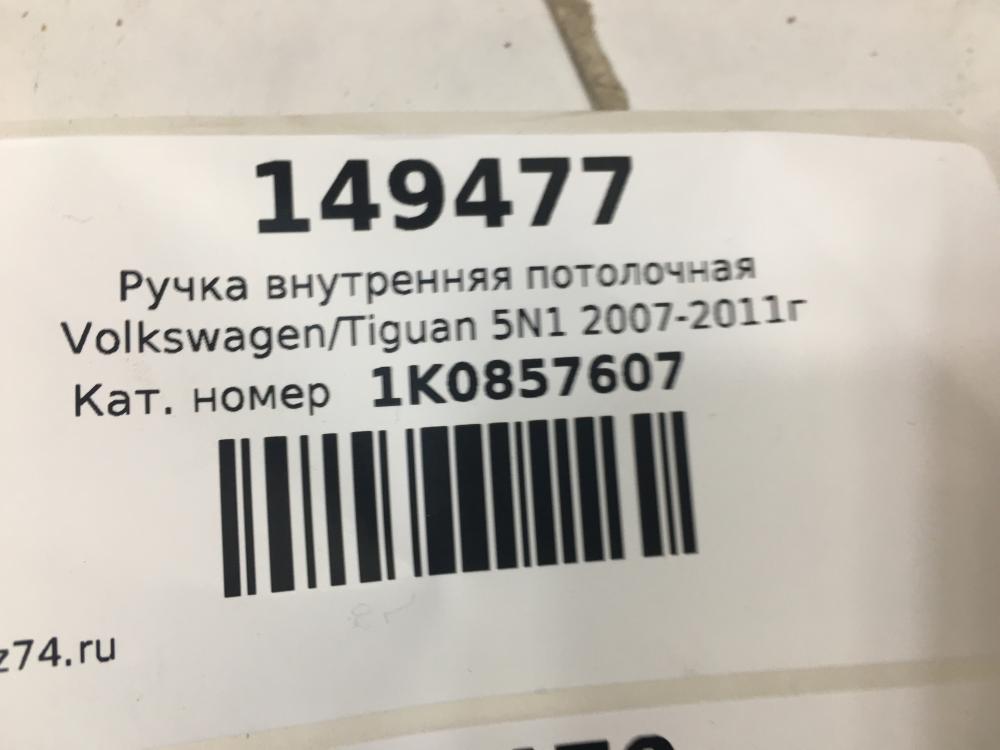 149477
Ручка внутренняя потолочная
Volkswagen/Tiguan 5N1 2007-2011г
Кат. номер 1K0857607
z74.ru